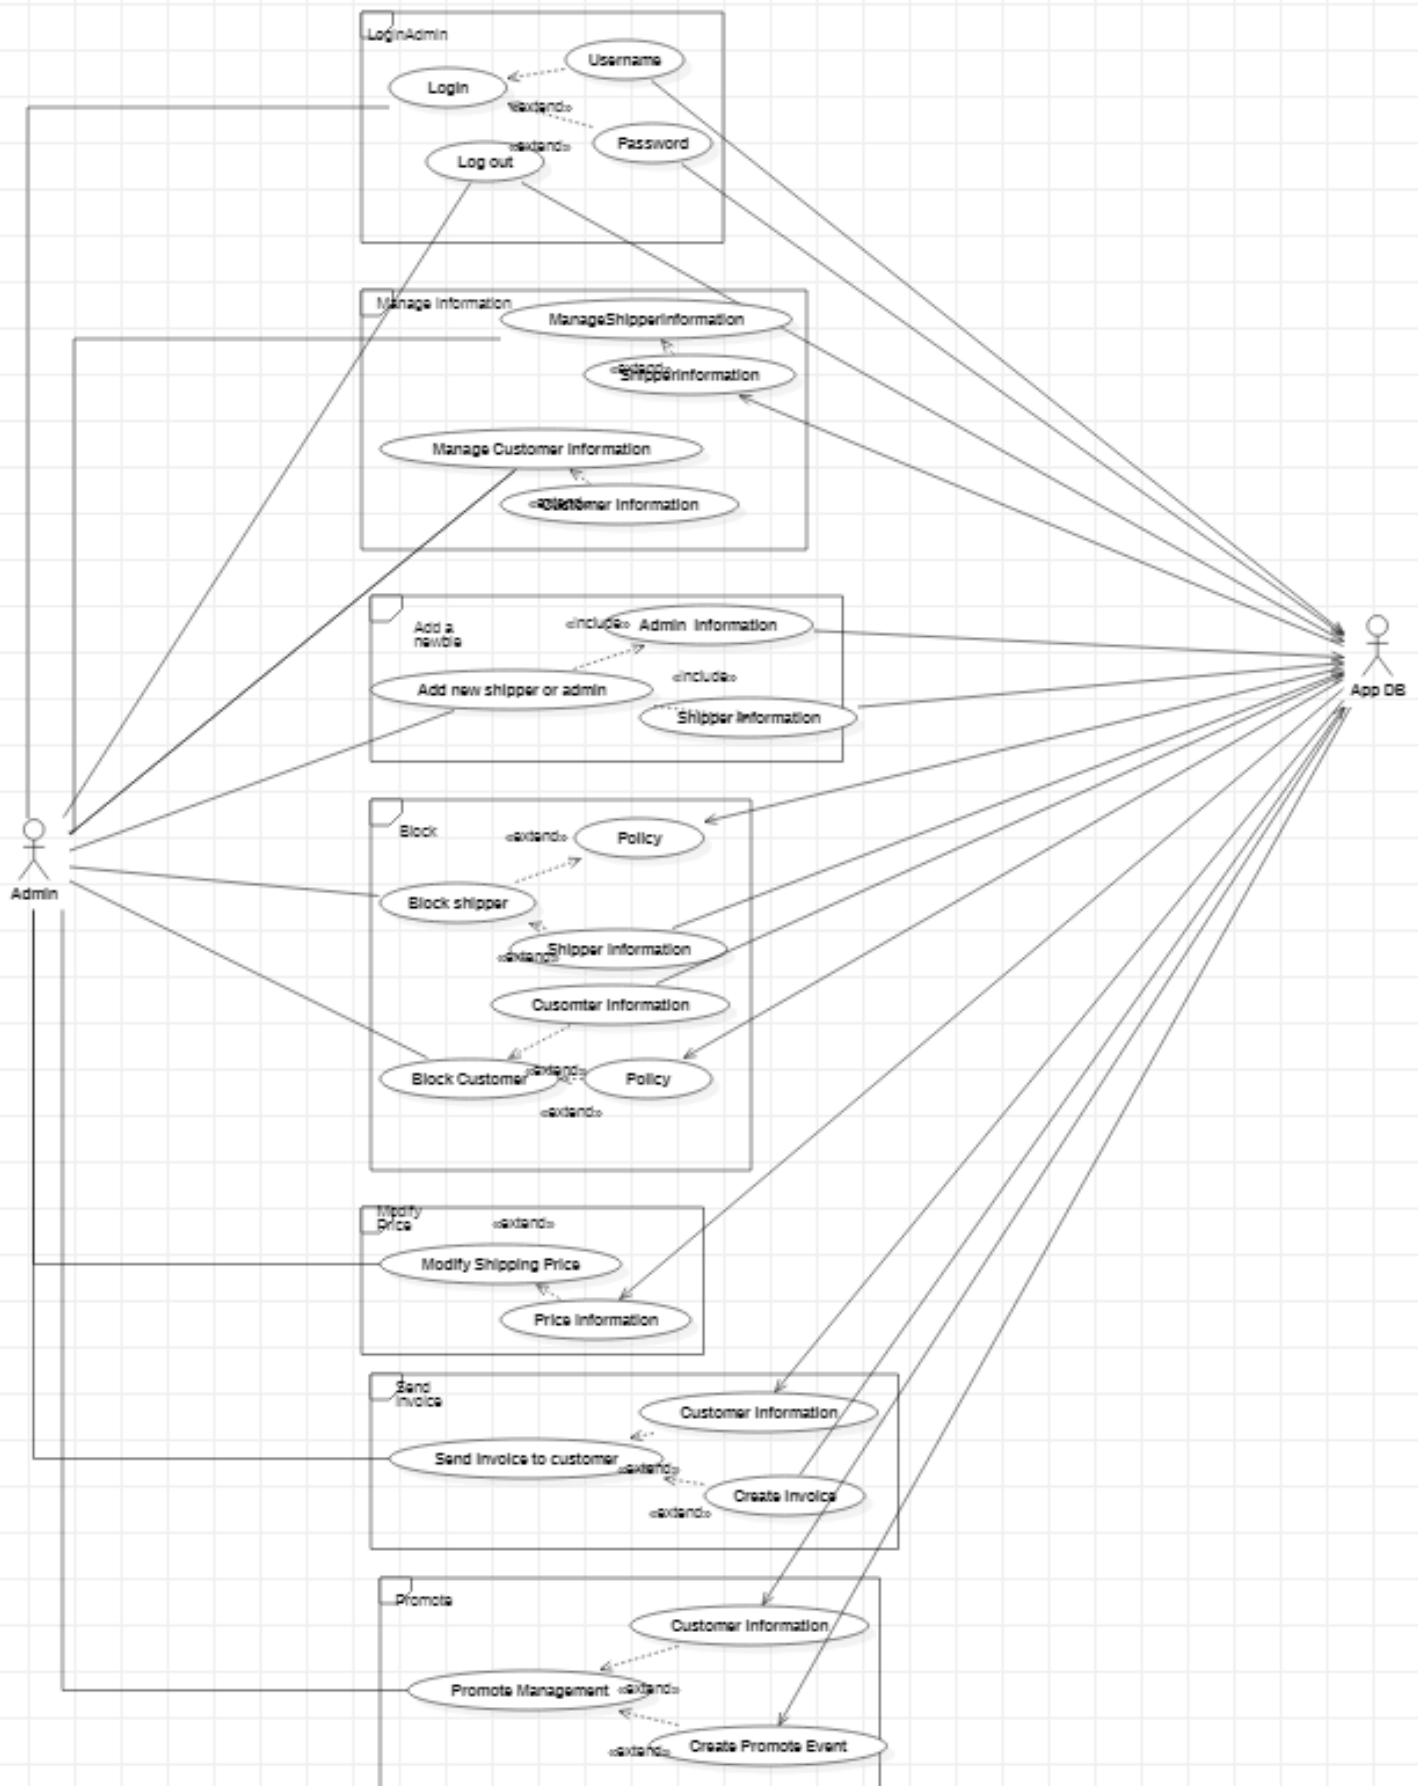 LoginAdmin
Username
Login
«extend»
Password
«extend»
Log out
Manage Information
ManageShipperInformation
«extend»
ShipperInformation
Manage Customer Information
Customer Information
Add a
newbie
«include»
Admin Information
«include»
Add new shipper or admin
Shipper Information
App DB
Block
«extend»
Policy
Admin
Block shipper
Shipper Information
«extend»
Cusomter Information
«extend»
Block Customer
Policy
«extend»
Modify
Price
«extend»
Modify Shipping Price
Price Information
Send
Invoice
Customer Information
Send Invoice to customer
«extend»
Create Invoice
«extend»
Promote
Customer Information
Promote Management
«extend»
Create Promote Event
«extend»